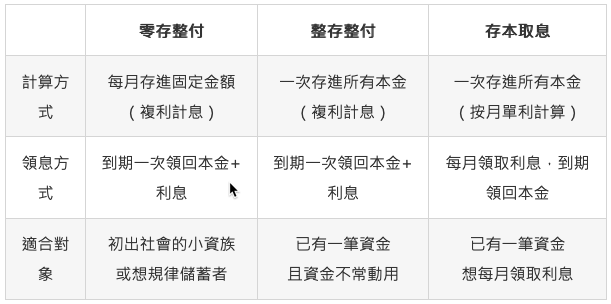 零存整付
整存整付
存本取息
計算方
式
每月存進固定金額
（複利計息）
一次存進所有本金
（複利計息）
一次存進所有本金
（按月單利計算）
領息方
式
到期一次領回本金+
利息
到期一次領回本金+
利息
每月領取利息，到期
領回本金
適合對
象
初出社會的小資族
或想規律儲蓄者
已有一筆資金
且資金不常動用
已有一筆資金
想每月領取利息